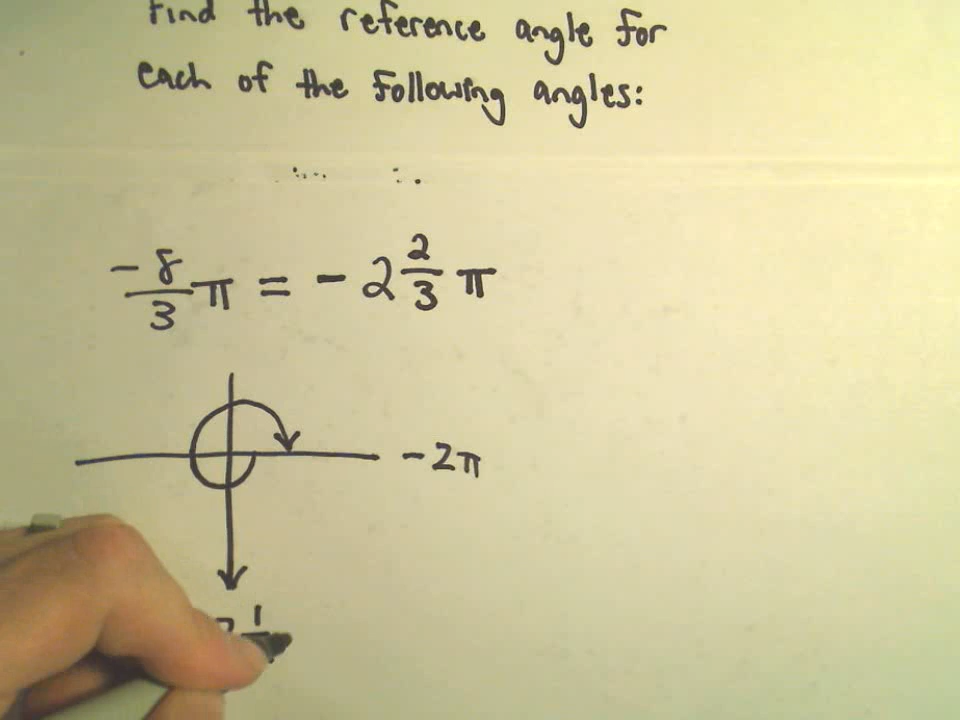 Find the reference angle for
each of the following angles:
-8/3 π = -2 2/3 π
-2π